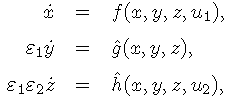 ẋ = f(x, y, z, u₁),
ε₁ẏ = ĝ(x, y, z),
ε₁ε₂ż = ĥ(x, y, z, u₂),